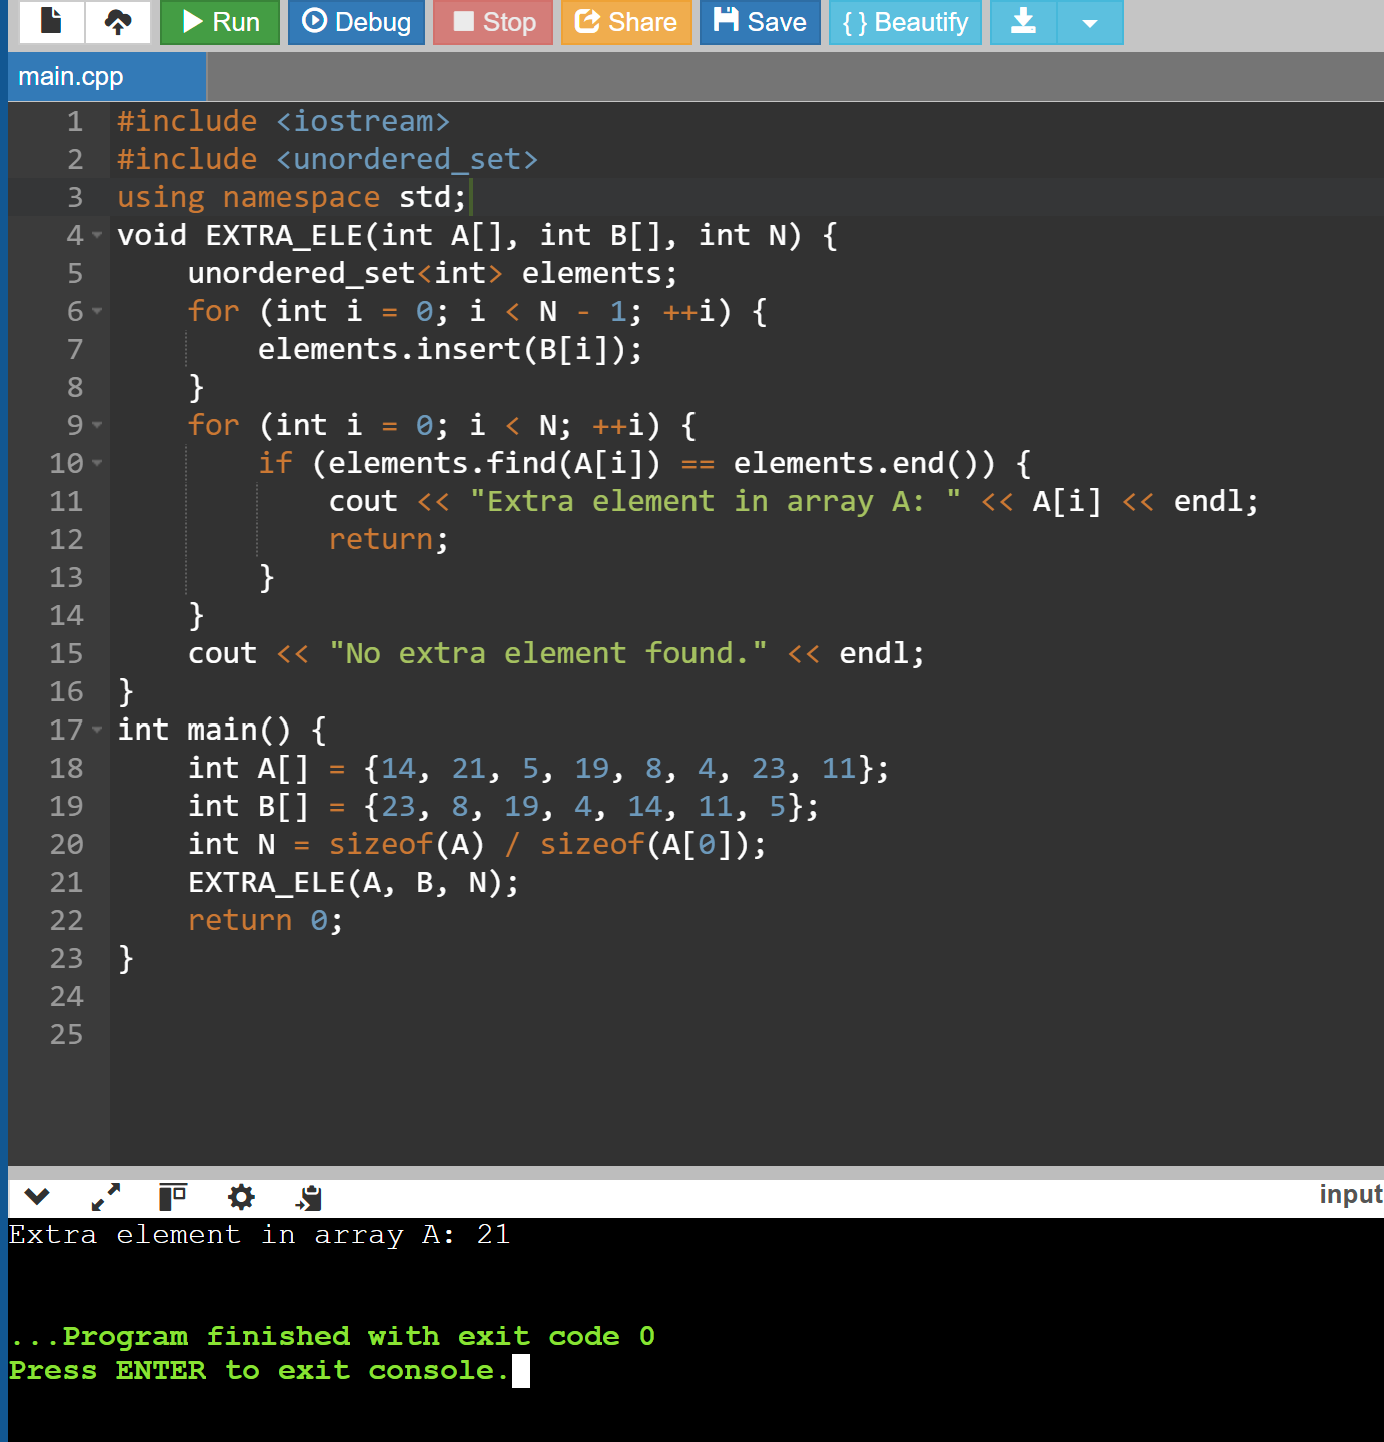 Run Debug Stop Share Save { } Beautify
main.cpp
1 #include <iostream>
2 #include <unordered_set>
3 using namespace std;
4 void EXTRA_ELE(int A[], int B[], int N) {
5     unordered_set<int> elements;
6     for (int i = 0; i < N - 1; ++i) {
7         elements.insert(B[i]);
8     }
9     for (int i = 0; i < N; ++i) {
10         if (elements.find(A[i]) == elements.end()) {
11             cout << "Extra element in array A: " << A[i] << endl;
12             return;
13         }
14     }
15     cout << "No extra element found." << endl;
16 }
17 int main() {
18     int A[] = {14, 21, 5, 19, 8, 4, 23, 11};
19     int B[] = {23, 8, 19, 4, 14, 11, 5};
20     int N = sizeof(A) / sizeof(A[0]);
21     EXTRA_ELE(A, B, N);
22     return 0;
23 }
24
25
input
Extra element in array A: 21
...Program finished with exit code 0
Press ENTER to exit console.